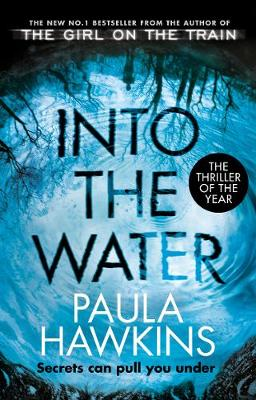 THE NEW NO.1 BESTSELLER FROM THE AUTHOR OF
THE GIRL ON THE TRAIN
INTO
THE
WATER
THE
THRILLER
OF THE
YEAR
PAULA
HAWKINS
Secrets can pull you under